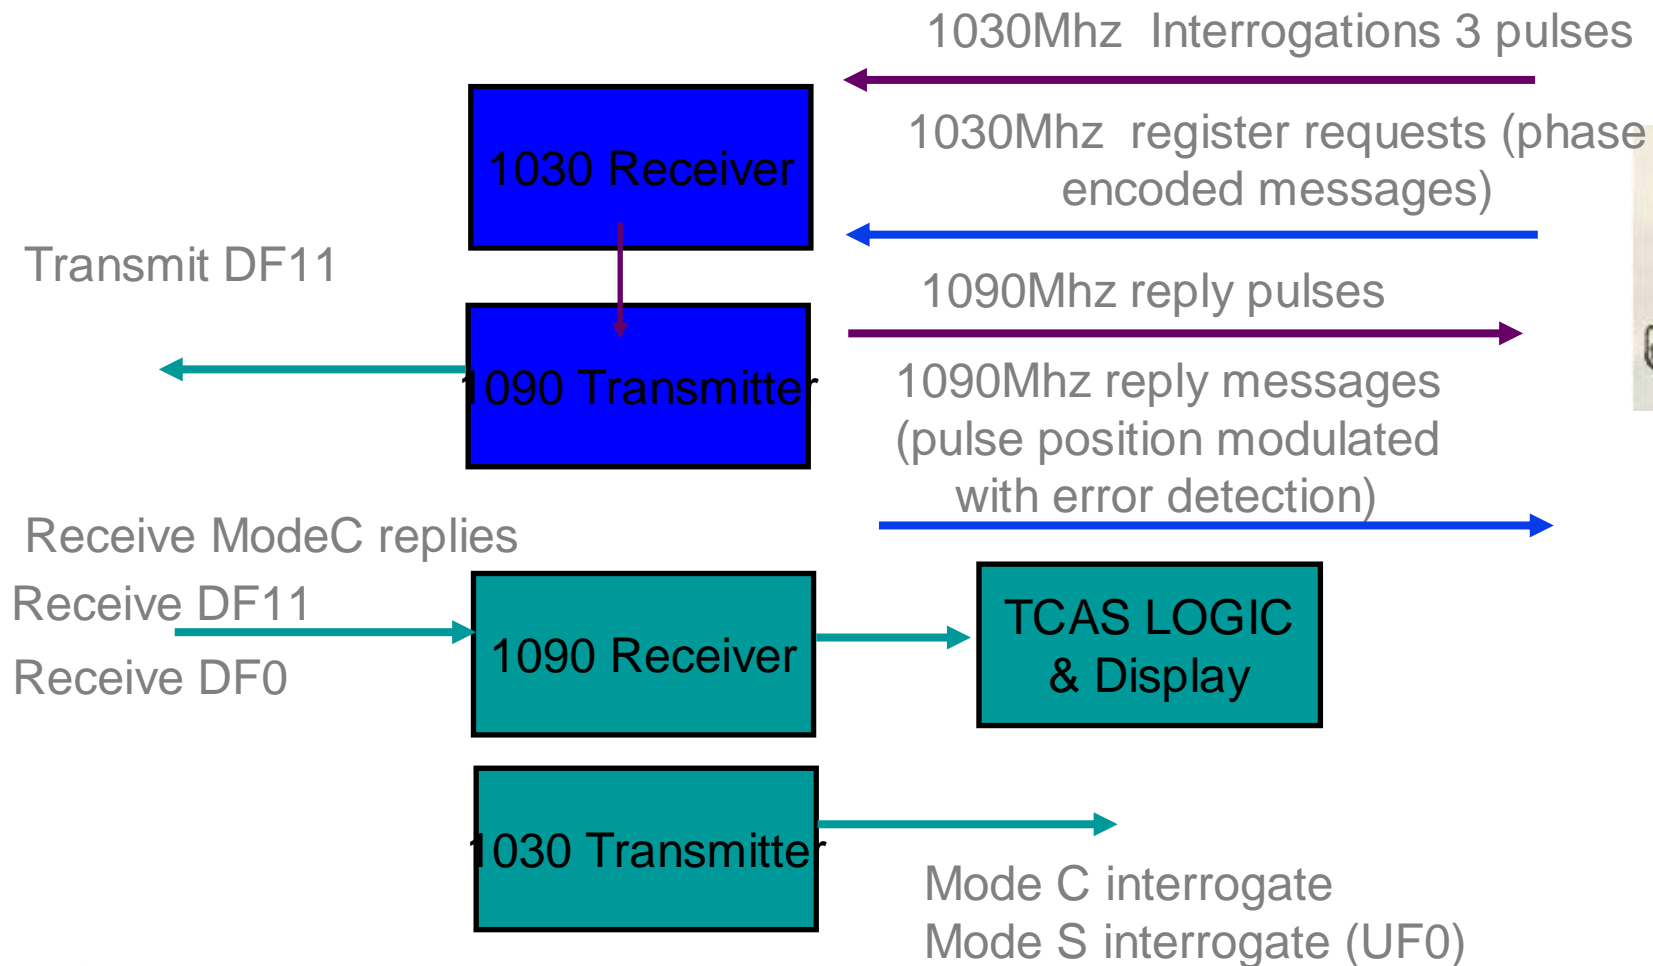 1030Mhz  Interrogations 3 pulses
1030 Receiver
1030Mhz  register requests (phase
encoded messages)
Transmit DF11
1090Mhz reply pulses
1090 Transmitter
1090Mhz reply messages
(pulse position modulated
with error detection)
Receive ModeC replies
Receive DF11
Receive DF0
1090 Receiver
TCAS LOGIC
& Display
1030 Transmitter
Mode C interrogate
Mode S interrogate (UF0)